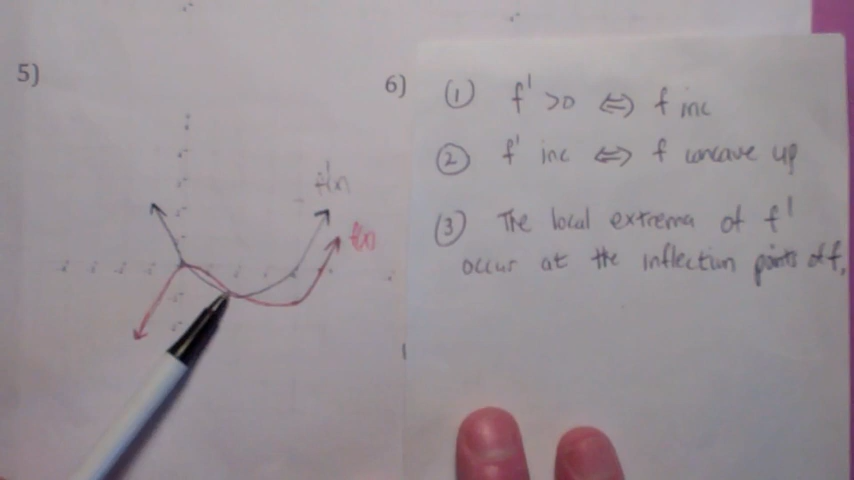 5)
6)
① f' >0 ⇔ f inc
② f' inc ⇔ f concave up
③ The local extrema of f'
occur at the inflection points of f.